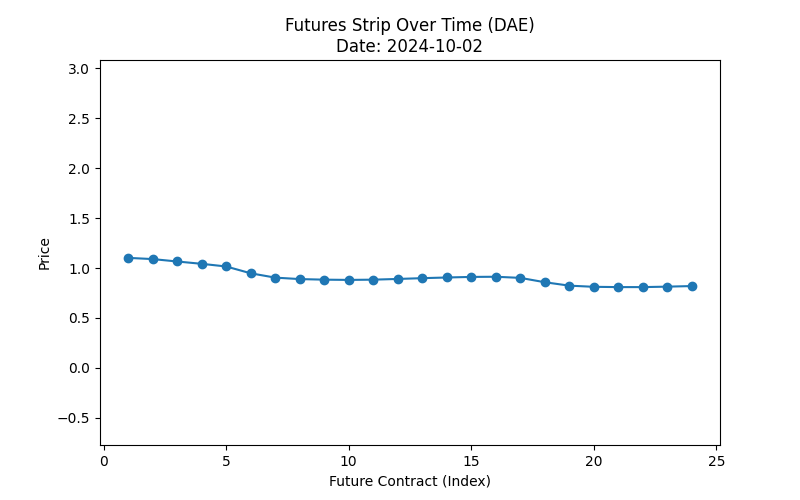 Futures Strip Over Time (DAE)
Date: 2024-10-02
3.0
2.5
2.0
1.5
1.0
0.5
0.0
−0.5
Price
0 5 10 15 20 25
Future Contract (Index)